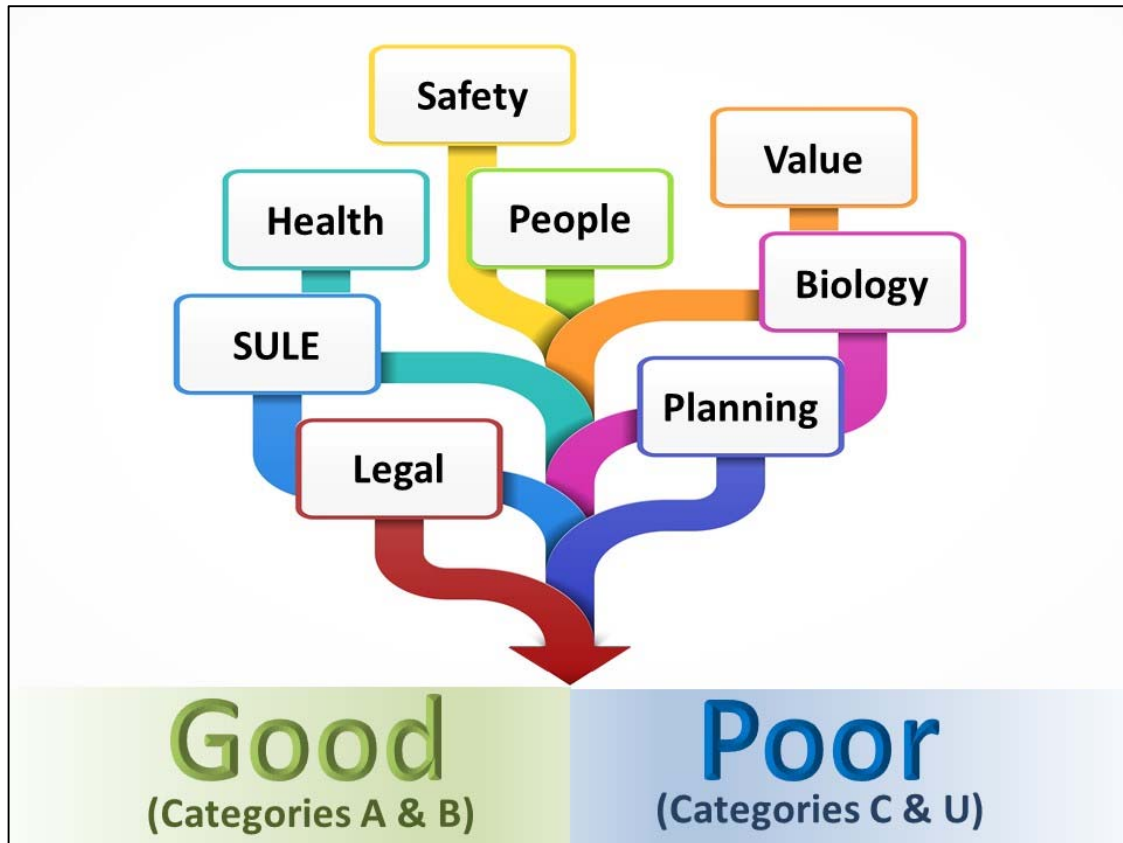 Safety
Value
Health
People
Biology
SULE
Planning
Legal
Good
(Categories A & B)
Poor
(Categories C & U)